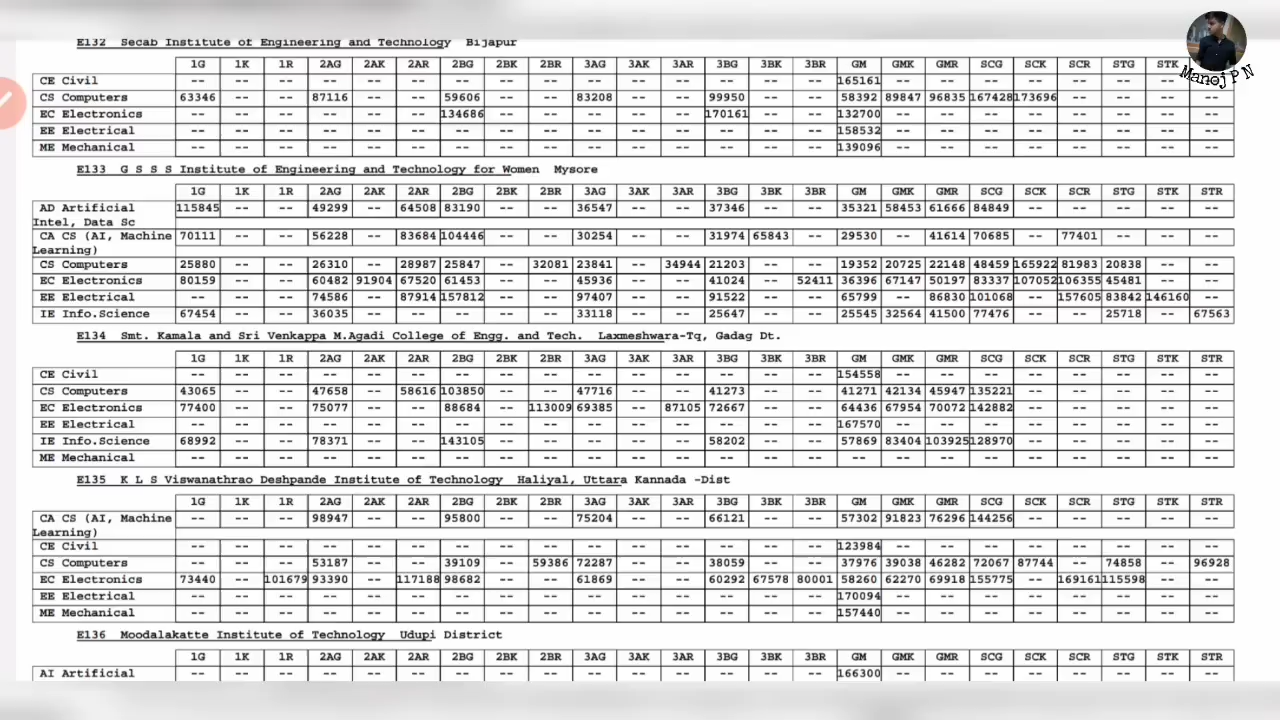 Manoj P N
E132 Secab Institute of Engineering and Technology Bijapur
1G 1K 1R 2AG 2AK 2AR 2BG 2BK 2BR 3AG 3AK 3AR 3BG 3BK 3BR GM GMK GMR SCG SCK SCR STG STK STR
CE Civil -- -- -- -- -- -- -- -- -- -- -- -- -- -- -- 165161 -- -- -- -- -- -- -- --
CS Computers 63346 -- -- 87116 -- -- 59606 -- -- 83208 -- -- 99950 -- -- 58392 89847 96835 167428 173696 -- -- -- --
EC Electronics -- -- -- -- -- -- 134686 -- -- -- -- -- 170161 -- -- 132700 -- -- -- -- -- -- -- --
EE Electrical -- -- -- -- -- -- -- -- -- -- -- -- -- -- -- 158532 -- -- -- -- -- -- -- --
ME Mechanical -- -- -- -- -- -- -- -- -- -- -- -- -- -- -- 139096 -- -- -- -- -- -- -- --
E133 G S S S Institute of Engineering and Technology for Women Mysore
1G 1K 1R 2AG 2AK 2AR 2BG 2BK 2BR 3AG 3AK 3AR 3BG 3BK 3BR GM GMK GMR SCG SCK SCR STG STK STR
AD Artificial 115845 -- -- 49299 -- 64508 83190 -- -- 36547 -- -- 37346 -- -- 35321 58453 61666 84849 -- -- -- -- --
Intel, Data Sc
CA CS (AI, Machine 70111 -- -- 56228 -- 83684 104446 -- -- 30254 -- -- 31974 65843 -- 29530 -- 41614 70685 -- 77401 -- -- --
Learning)
CS Computers 25880 -- -- 26310 -- 28987 25847 -- 32081 23841 -- 34944 21203 -- -- 19352 20725 22148 48459 165922 81983 20838 -- --
EC Electronics 80159 -- -- 60482 91904 67520 61453 -- -- 45936 -- -- 41024 -- 52411 36396 67147 50197 83337 107052 106355 45481 -- --
EE Electrical -- -- -- 74586 -- 87914 157812 -- -- 97407 -- -- 91522 -- -- 65799 -- 86830 101068 -- 157605 83842 146160 --
IE Info.Science 67454 -- -- 36035 -- -- -- -- -- 33118 -- -- 25647 -- -- 25545 32564 41500 77476 -- -- 25718 -- 67563
E134 Smt. Kamala and Sri Venkappa M.Agadi College of Engg. and Tech. Laxmeshwara-Tq, Gadag Dt.
1G 1K 1R 2AG 2AK 2AR 2BG 2BK 2BR 3AG 3AK 3AR 3BG 3BK 3BR GM GMK GMR SCG SCK SCR STG STK STR
CE Civil -- -- -- -- -- -- -- -- -- -- -- -- -- -- -- 154558 -- -- -- -- -- -- -- --
CS Computers 43065 -- -- 47658 -- 58616 103850 -- -- 47716 -- -- 41273 -- -- 41271 42134 45947 135221 -- -- -- -- --
EC Electronics 77400 -- -- 75077 -- -- 88684 -- 113009 69385 -- 87105 72667 -- -- 64436 67954 70072 142882 -- -- -- -- --
EE Electrical -- -- -- -- -- -- -- -- -- -- -- -- -- -- -- 167570 -- -- -- -- -- -- -- --
IE Info.Science 68992 -- -- 78371 -- -- 143105 -- -- -- -- -- 58202 -- -- 57869 83404 103925 128970 -- -- -- -- --
ME Mechanical -- -- -- -- -- -- -- -- -- -- -- -- -- -- -- -- -- -- -- -- -- -- -- --
E135 K L S Viswanathrao Deshpande Institute of Technology Haliyal, Uttara Kannada -Dist
1G 1K 1R 2AG 2AK 2AR 2BG 2BK 2BR 3AG 3AK 3AR 3BG 3BK 3BR GM GMK GMR SCG SCK SCR STG STK STR
CA CS (AI, Machine -- -- -- 98947 -- -- 95800 -- -- 75204 -- -- 66121 -- -- 57302 91823 76296 144256 -- -- -- -- --
Learning)
CE Civil -- -- -- -- -- -- -- -- -- -- -- -- -- -- -- 123984 -- -- -- -- -- -- -- --
CS Computers -- -- -- 53187 -- -- 39109 -- 59386 72287 -- -- 38059 -- -- 37976 39038 46282 72067 87744 -- 74858 -- 96928
EC Electronics 73440 -- 101679 93390 -- 117188 98682 -- -- 61869 -- -- 60292 67578 80001 58260 62270 69918 155775 -- 169161 115598 -- --
EE Electrical -- -- -- -- -- -- -- -- -- -- -- -- -- -- -- 170094 -- -- -- -- -- -- -- --
ME Mechanical -- -- -- -- -- -- -- -- -- -- -- -- -- -- -- 157440 -- -- -- -- -- -- -- --
E136 Moodalakatte Institute of Technology Udupi District
1G 1K 1R 2AG 2AK 2AR 2BG 2BK 2BR 3AG 3AK 3AR 3BG 3BK 3BR GM GMK GMR SCG SCK SCR STG STK STR
AI Artificial -- -- -- -- -- -- -- -- -- -- -- -- -- -- -- 166300 -- -- -- -- -- -- -- --